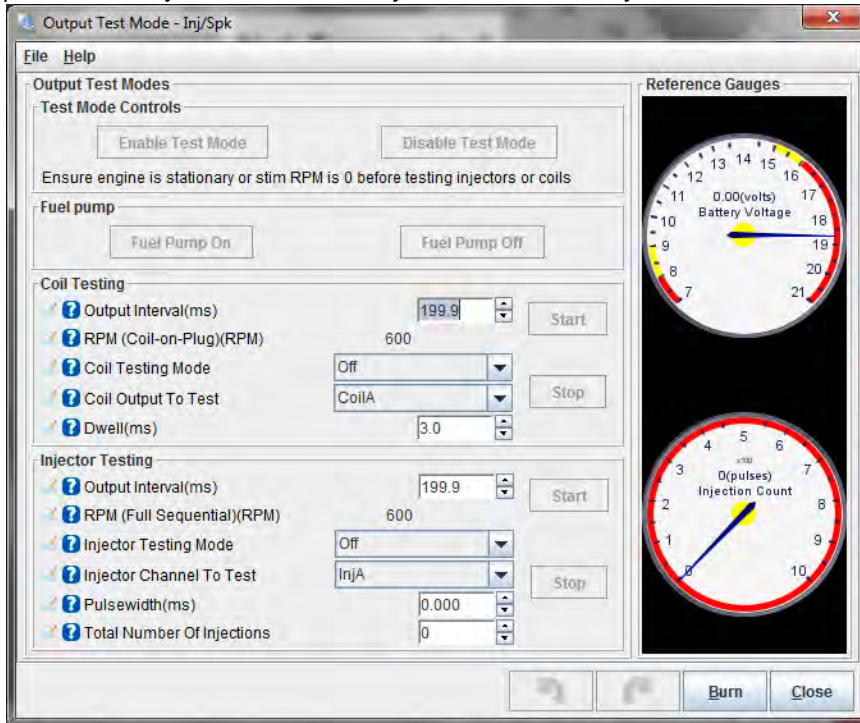 Output Test Mode - Inj/Spk
File Help
Output Test Modes
Test Mode Controls
Enable Test Mode Disable Test Mode
Ensure engine is stationary or stim RPM is 0 before testing injectors or coils
Fuel pump
Fuel Pump On Fuel Pump Off
Coil Testing
Output Interval(ms) 199.9 Start
RPM (Coil-on-Plug)(RPM) 600
Coil Testing Mode Off
Coil Output To Test CoilA Stop
Dwell(ms) 3.0
Injector Testing
Output Interval(ms) 199.9 Start
RPM (Full Sequential)(RPM) 600
Injector Testing Mode Off
Injector Channel To Test InjA Stop
Pulsewidth(ms) 0.000
Total Number Of Injections 0
Reference Gauges
7 8 9 10 11 12 13 14 15 16 17 18 19 20 21
0.00(volts)
Battery Voltage
0 1 2 3 4 5 6 7 8 9 10
x100
0(pulses)
Injection Count
Burn Close